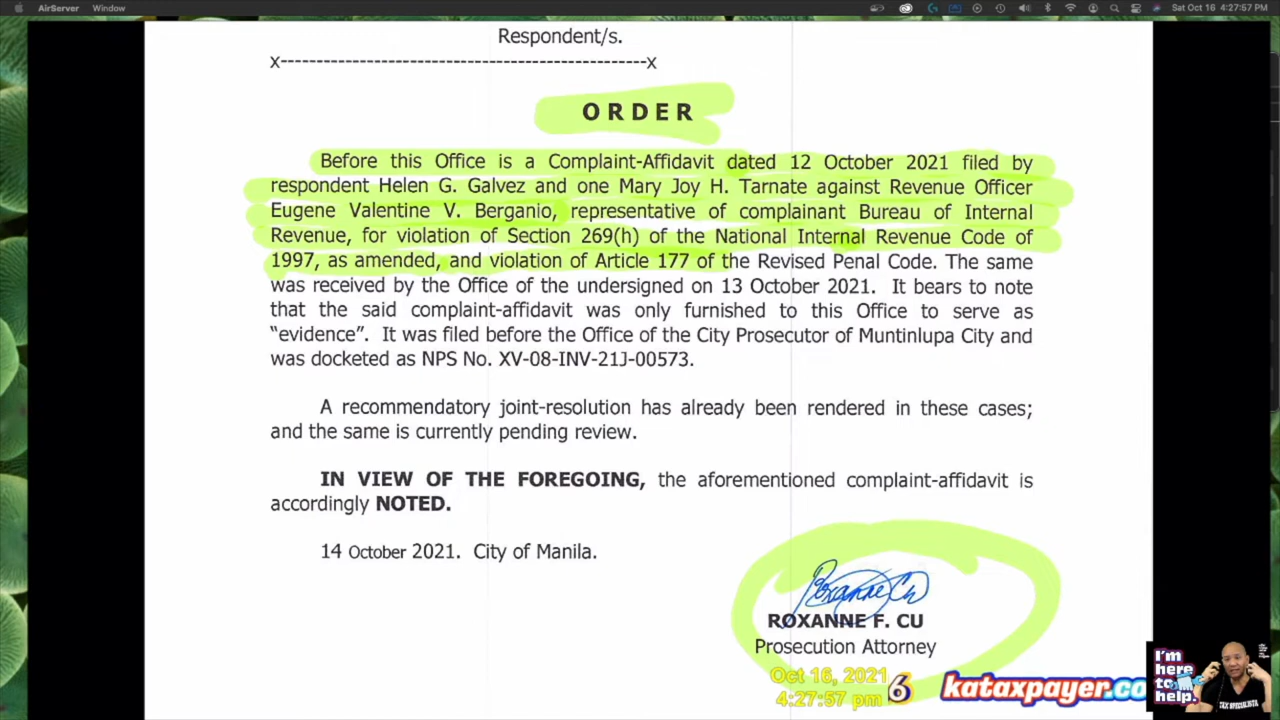 AirServer Window
Sat Oct 16 4:27:57 PM
Respondent/s.
x-------------------------------------------------x
ORDER
Before this Office is a Complaint-Affidavit dated 12 October 2021 filed by
respondent Helen G. Galvez and one Mary Joy H. Tarnate against Revenue Officer
Eugene Valentine V. Berganio, representative of complainant Bureau of Internal
Revenue, for violation of Section 269(h) of the National Internal Revenue Code of
1997, as amended, and violation of Article 177 of the Revised Penal Code. The same
was received by the Office of the undersigned on 13 October 2021. It bears to note
that the said complaint-affidavit was only furnished to this Office to serve as
“evidence”. It was filed before the Office of the City Prosecutor of Muntinlupa City and
was docketed as NPS No. XV-08-INV-21J-00573.
A recommendatory joint-resolution has already been rendered in these cases;
and the same is currently pending review.
IN VIEW OF THE FOREGOING, the aforementioned complaint-affidavit is
accordingly NOTED.
14 October 2021. City of Manila.
Roxanne Cu
ROXANNE F. CU
Prosecution Attorney
Oct 16, 2021
4:27:57 pm
6
kataxpayer.co
I'm
here
to
help.
TAX SPECIALISTA